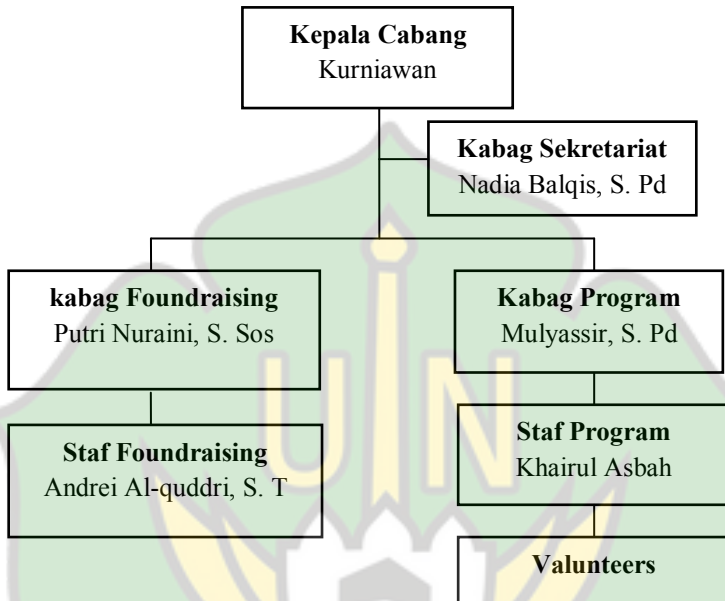 Kepala Cabang
Kurniawan
Kabag Sekretariat
Nadia Balqis, S. Pd
kabag Foundraising
Putri Nuraini, S. Sos
Kabag Program
Mulyassir, S. Pd
Staf Foundraising
Andrei Al-quddri, S. T
Staf Program
Khairul Asbah
Valunteers
UIN